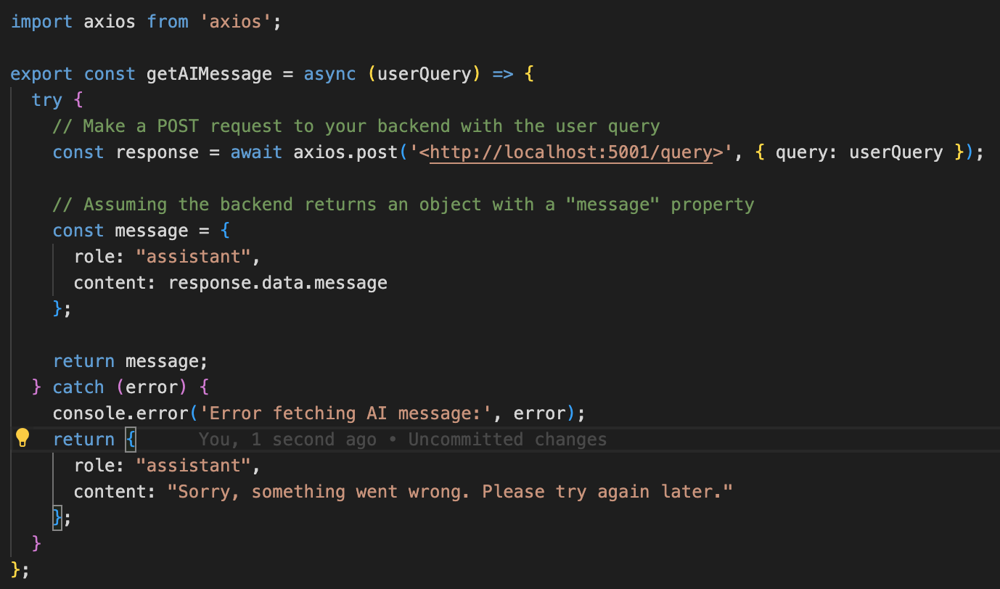 import axios from 'axios';
export const getAIMessage = async (userQuery) => {
try {
// Make a POST request to your backend with the user query
const response = await axios.post('<http://localhost:5001/query>', { query: userQuery });
// Assuming the backend returns an object with a "message" property
const message = {
role: "assistant",
content: response.data.message
};
return message;
} catch (error) {
console.error('Error fetching AI message:', error);
return { You, 1 second ago • Uncommitted changes
role: "assistant",
content: "Sorry, something went wrong. Please try again later."
};
}
};